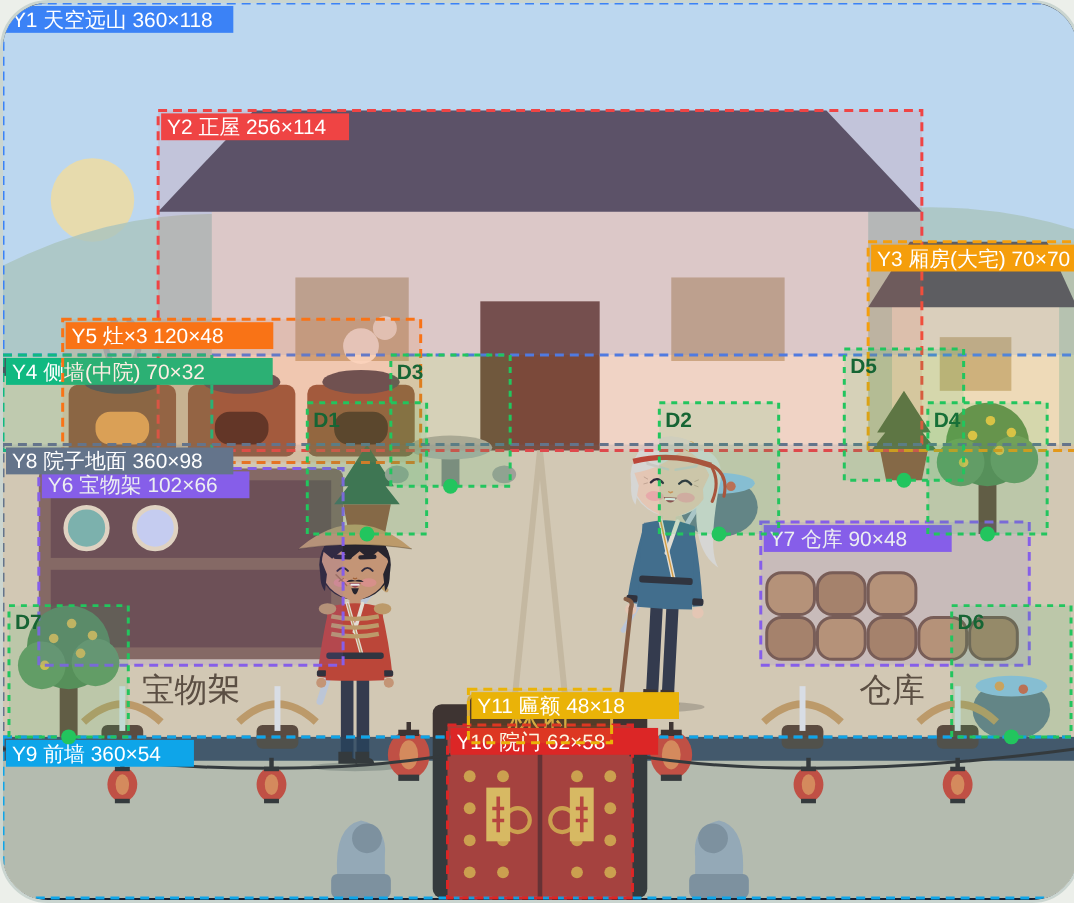 Y1 天空远山 360×118
Y2 正屋 256×114
Y3 厢房(大宅) 70×70
Y5 灶×3 120×48
Y4 侧墙(中院) 70×32
D3
D5
D1
D2
D4
Y8 院子地面 360×98
Y6 宝物架 102×66
Y7 仓库 90×48
D7
D6
宝物架
仓库
Y11 匾额 48×18
Y10 院门 62×58
Y9 前墙 360×54